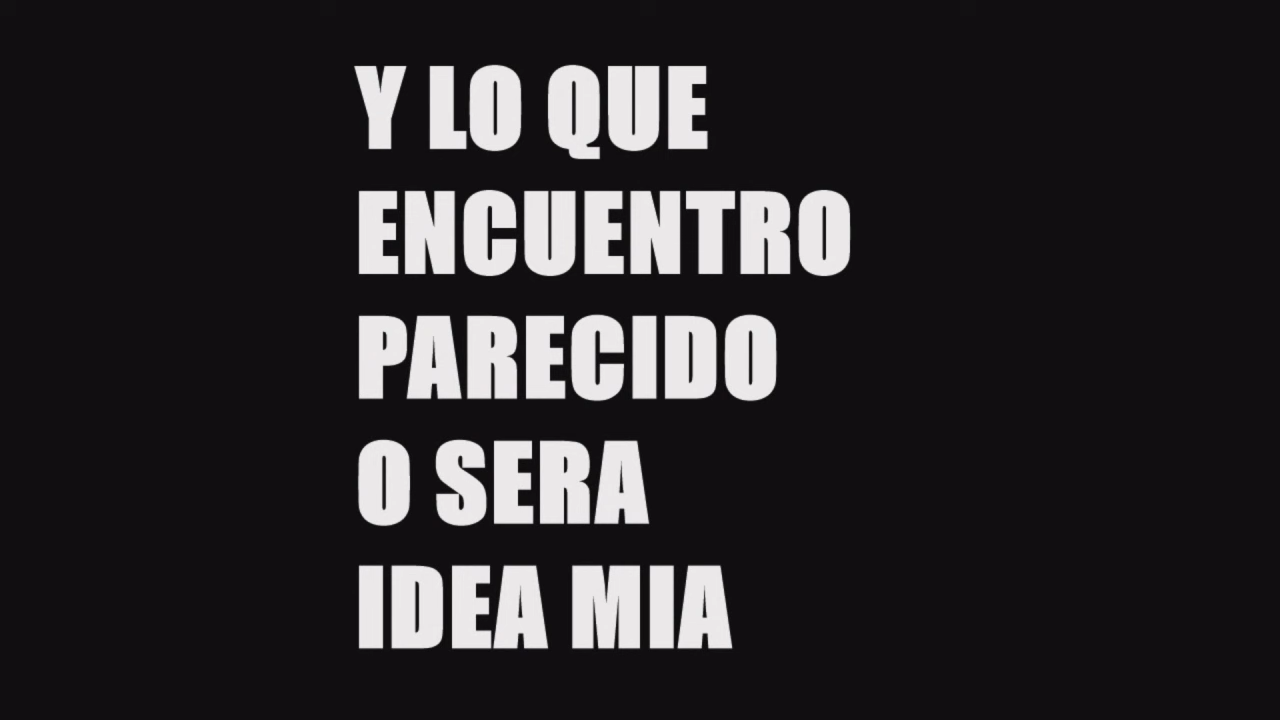 Y LO QUE
ENCUENTRO
PARECIDO
O SERA
IDEA MIA